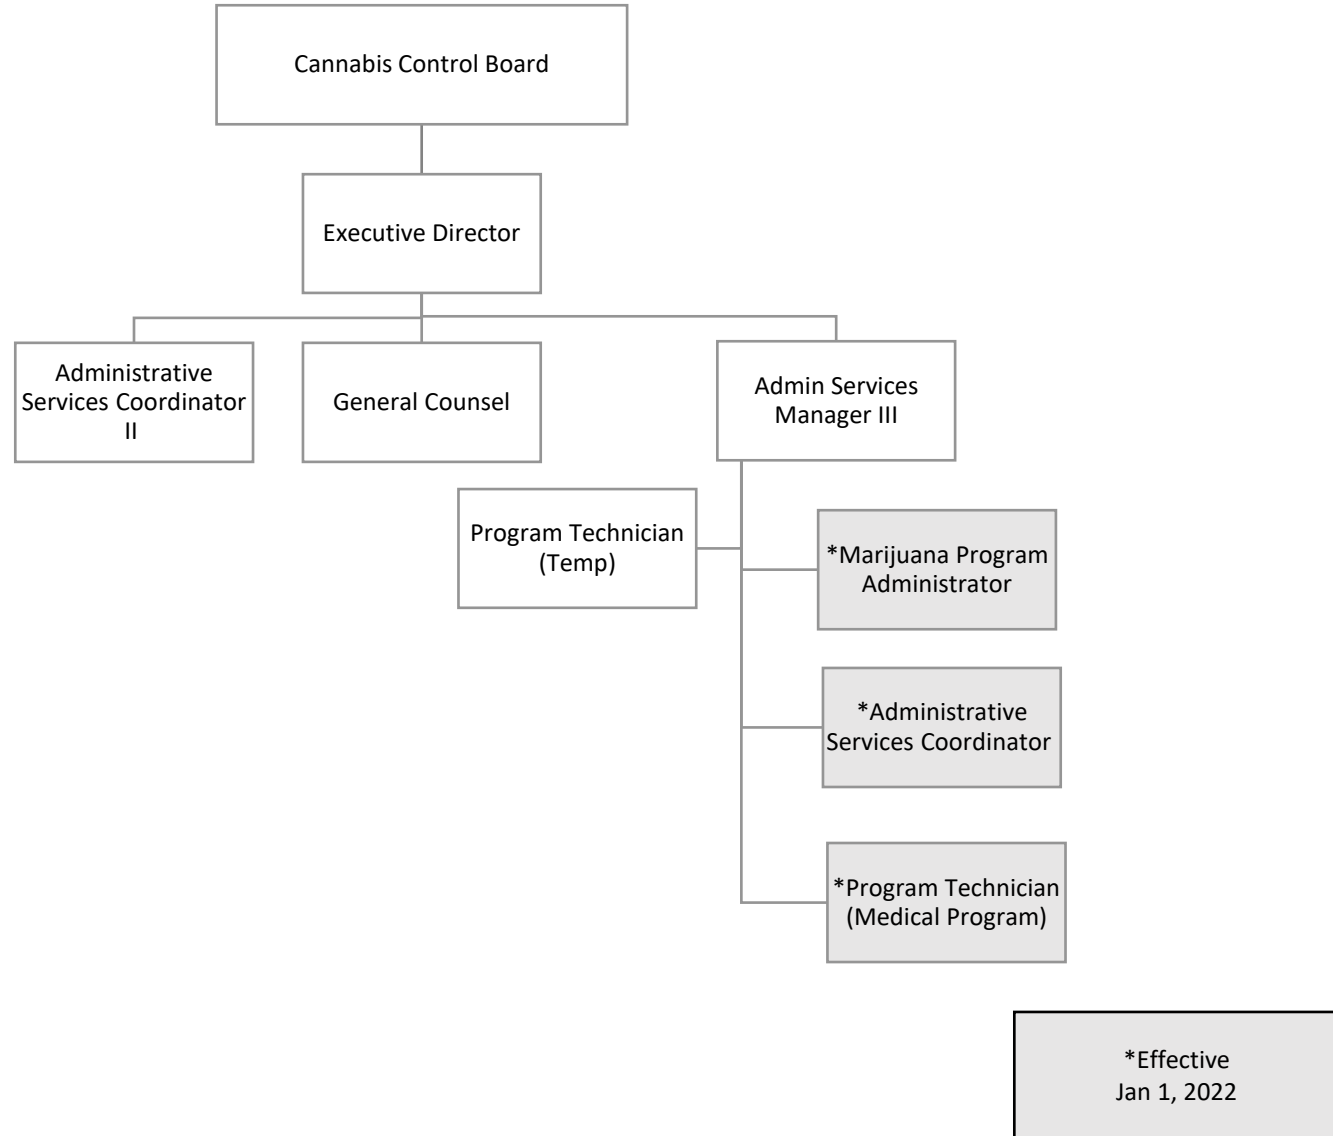 Cannabis Control Board
Executive Director
Administrative
Services Coordinator
II
General Counsel
Admin Services
Manager III
Program Technician
(Temp)
*Marijuana Program
Administrator
*Administrative
Services Coordinator
*Program Technician
(Medical Program)
*Effective
Jan 1, 2022